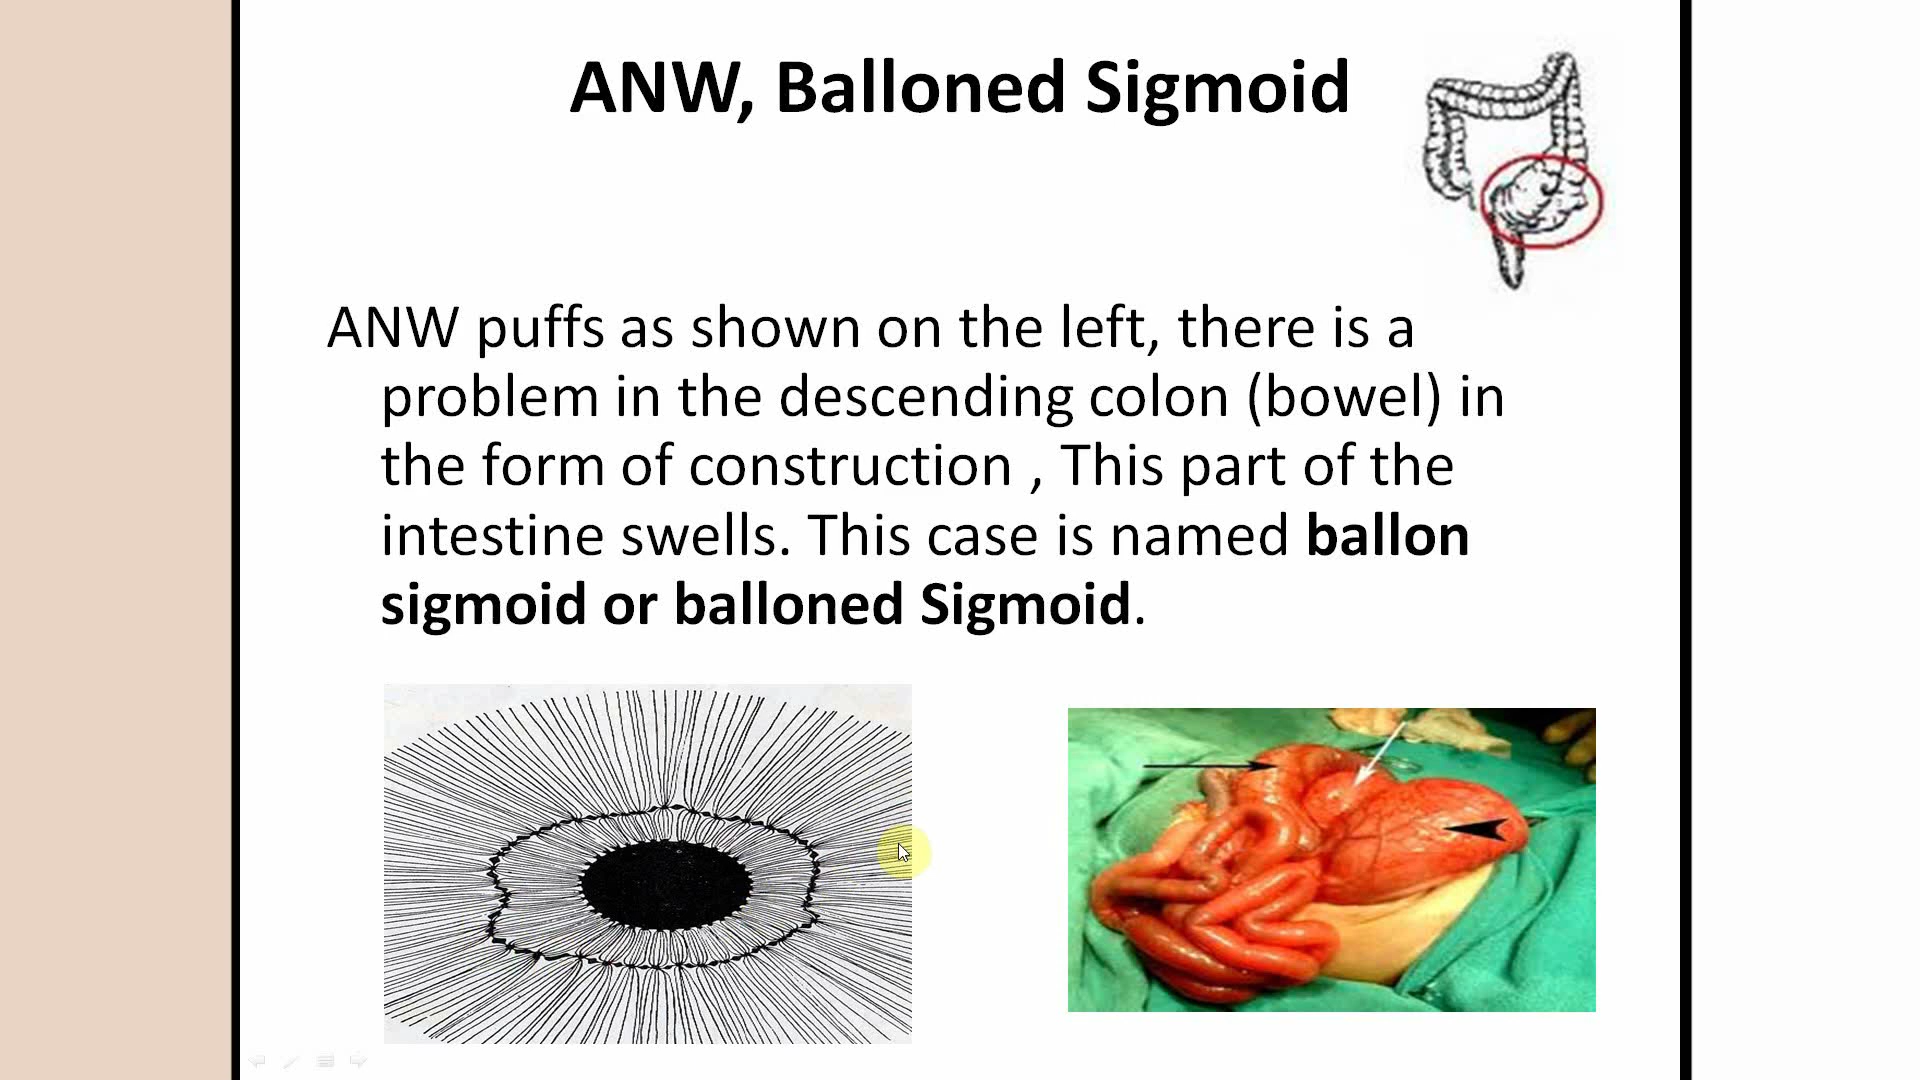 ANW, Balloned Sigmoid
ANW puffs as shown on the left, there is a
problem in the descending colon (bowel) in
the form of construction , This part of the
intestine swells. This case is named ballon
sigmoid or balloned Sigmoid.